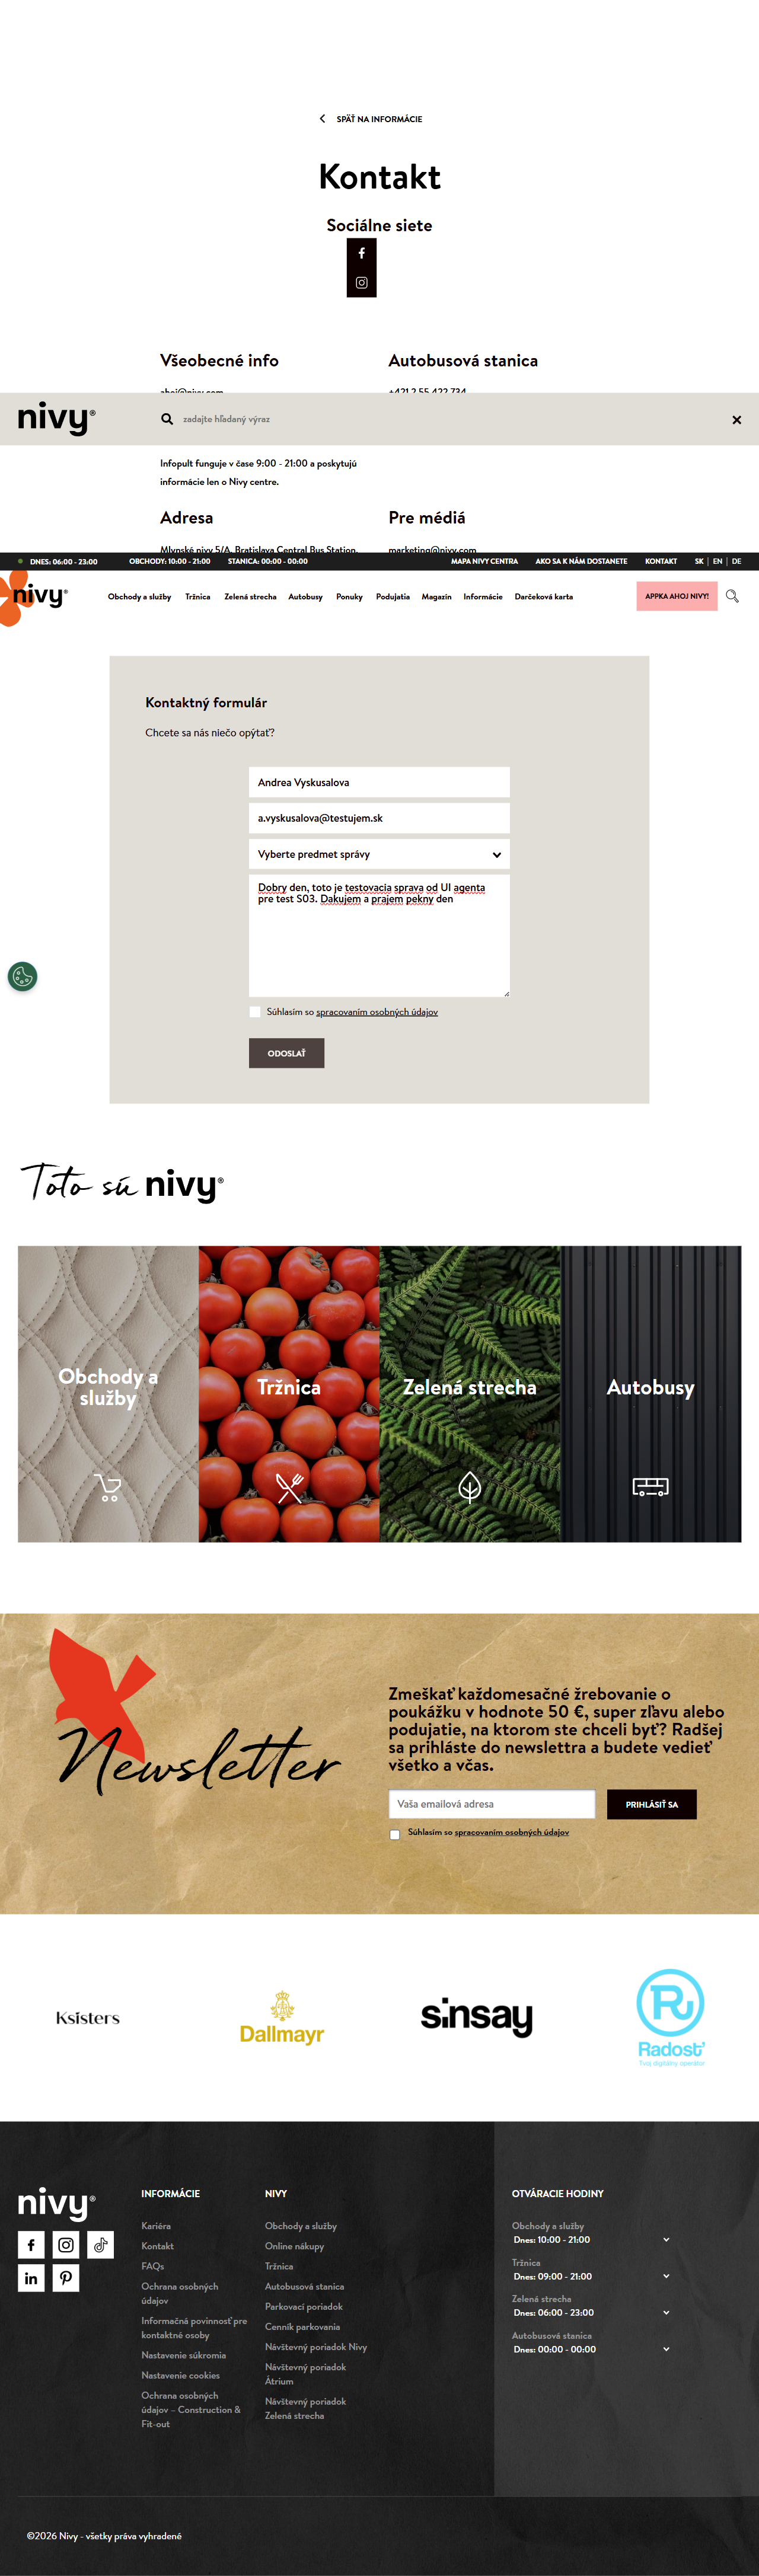 SPÄŤ NA INFORMÁCIE
Kontakt
Sociálne siete
Všeobecné info
Autobusová stanica
ahoj@nivy.com
+421 2 55 422 734
nivy®
zadajte hľadaný výraz
Infopult funguje v čase 9:00 - 21:00 a poskytujú
informácie len o Nivy centre.
Adresa
Pre médiá
Mlynské nivy 5/A, Bratislava Central Bus Station,
marketing@nivy.com
DNES: 06:00 - 23:00
OBCHODY: 10:00 - 21:00
STANICA: 00:00 - 00:00
MAPA NIVY CENTRA
AKO SA K NÁM DOSTANETE
KONTAKT
SK | EN | DE
nivy®
Obchody a služby
Tržnica
Zelená strecha
Autobusy
Ponuky
Podujatia
Magazín
Informácie
Darčeková karta
APPKA AHOJ NIVY!
Kontaktný formulár
Chcete sa nás niečo opýtať?
Andrea Vyskusalova
a.vyskusalova@testujem.sk
Vyberte predmet správy
Dobry den, toto je testovacia sprava od UI agenta
pre test S03. Dakujem a prajem pekny den
Súhlasím so spracovaním osobných údajov
ODOSLAŤ
Toto sú nivy®
Obchody a
služby
Tržnica
Zelená strecha
Autobusy
Newsletter
Zmeškať každomesačné žrebovanie o
poukážku v hodnote 50 €, super zľavu alebo
podujatie, na ktorom ste chceli byť? Radšej
sa prihláste do newslettra a budete vedieť
všetko a včas.
Vaša emailová adresa
PRIHLÁSIŤ SA
Súhlasím so spracovaním osobných údajov
Ksisters
Dallmayr
sinsay
Radosť
Tvoj digitálny operátor
nivy®
INFORMÁCIE
Kariéra
Kontakt
FAQs
Ochrana osobných
údajov
Informačná povinnosť pre
kontaktné osoby
Nastavenie súkromia
Nastavenie cookies
Ochrana osobných
údajov – Construction &
Fit-out
NIVY
Obchody a služby
Online nákupy
Tržnica
Autobusová stanica
Parkovací poriadok
Cenník parkovania
Návštevný poriadok Nivy
Návštevný poriadok
Átrium
Návštevný poriadok
Zelená strecha
OTVÁRACIE HODINY
Obchody a služby
Dnes: 10:00 - 21:00
Tržnica
Dnes: 09:00 - 21:00
Zelená strecha
Dnes: 06:00 - 23:00
Autobusová stanica
Dnes: 00:00 - 00:00
©2026 Nivy - všetky práva vyhradené